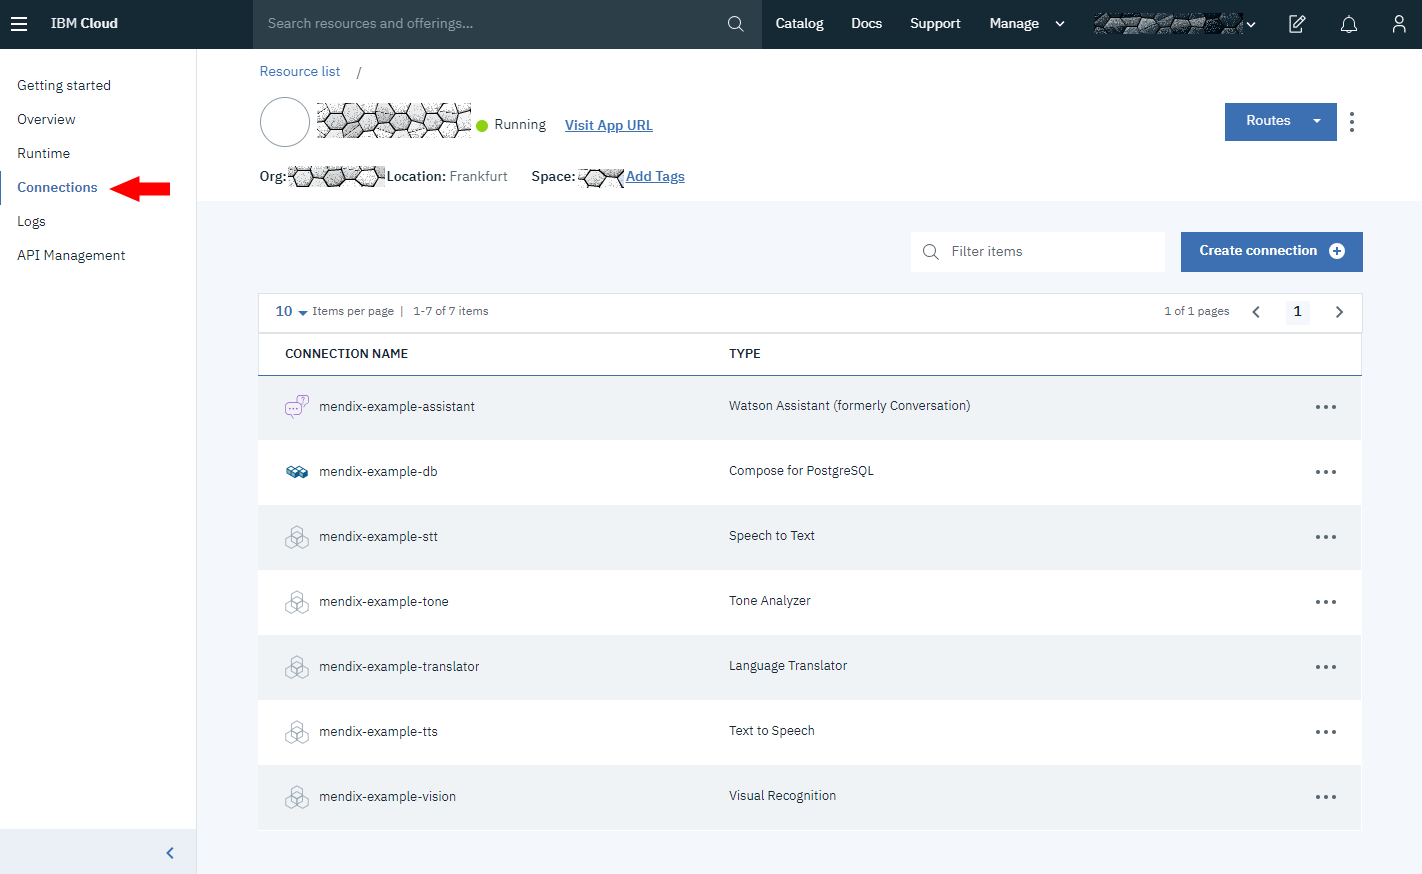 IBM Cloud
Search resources and offerings...
Catalog
Docs
Support
Manage
Getting started
Overview
Runtime
Connections
Logs
API Management
Resource list /
Running
Visit App URL
Routes
Org:
Location: Frankfurt
Space:
Add Tags
Filter items
Create connection
10 Items per page | 1-7 of 7 items
1 of 1 pages
1
CONNECTION NAME TYPE
mendix-example-assistant Watson Assistant (formerly Conversation)
mendix-example-db Compose for PostgreSQL
mendix-example-stt Speech to Text
mendix-example-tone Tone Analyzer
mendix-example-translator Language Translator
mendix-example-tts Text to Speech
mendix-example-vision Visual Recognition